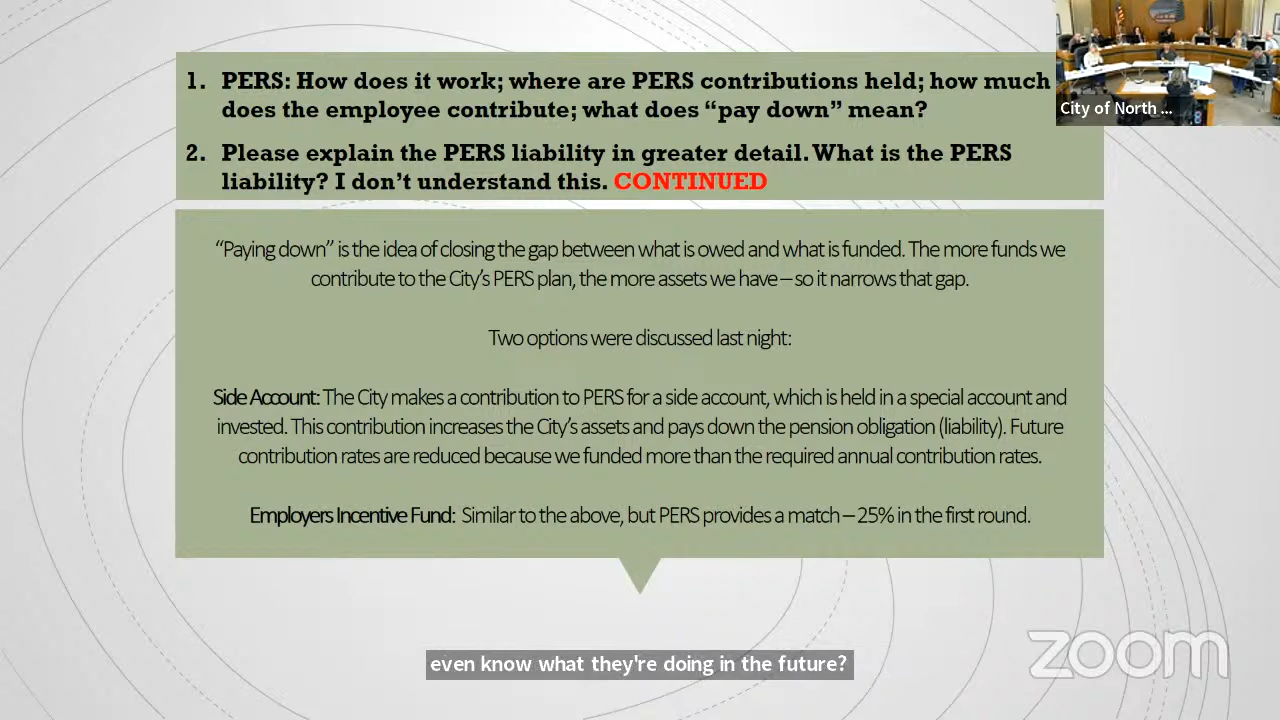 1. PERS: How does it work; where are PERS contributions held; how much
does the employee contribute; what does “pay down” mean?
2. Please explain the PERS liability in greater detail. What is the PERS
liability? I don’t understand this. CONTINUED
City of North ...
“Paying down” is the idea of closing the gap between what is owed and what is funded. The more funds we
contribute to the City’s PERS plan, the more assets we have – so it narrows that gap.
Two options were discussed last night:
Side Account: The City makes a contribution to PERS for a side account, which is held in a special account and
invested. This contribution increases the City’s assets and pays down the pension obligation (liability). Future
contribution rates are reduced because we funded more than the required annual contribution rates.
Employers Incentive Fund: Similar to the above, but PERS provides a match – 25% in the first round.
even know what they're doing in the future?
zoom